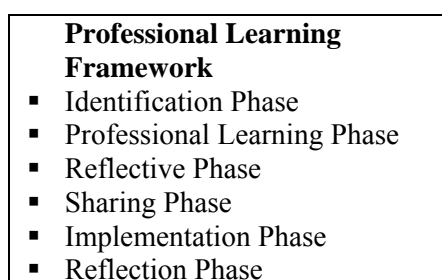 Professional Learning
Framework
▪ Identification Phase
▪ Professional Learning Phase
▪ Reflective Phase
▪ Sharing Phase
▪ Implementation Phase
▪ Reflection Phase